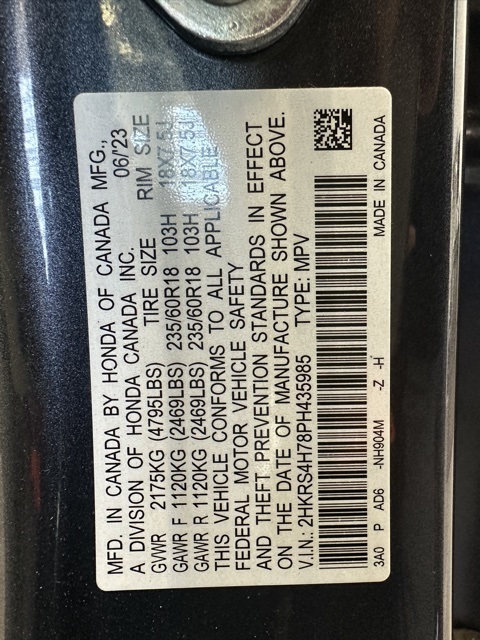 MFD. IN CANADA BY HONDA OF CANADA MFG.,
A DIVISION OF HONDA CANADA INC. 06/23
TIRE SIZE RIM SIZE
GVWR 2175KG (4795LBS)
GAWR F 1120KG (2469LBS) 235/60R18 103H 18X7.5J
GAWR R 1120KG (2469LBS) 235/60R18 103H 18X7.5J
THIS VEHICLE CONFORMS TO ALL APPLICABLE
FEDERAL MOTOR VEHICLE SAFETY
AND THEFT PREVENTION STANDARDS IN EFFECT
ON THE DATE OF MANUFACTURE SHOWN ABOVE.
V.I.N.: 2HKRS4H78PH435985 TYPE: MPV
3A0 P AD6 -NH904M -Z -H MADE IN CANADA